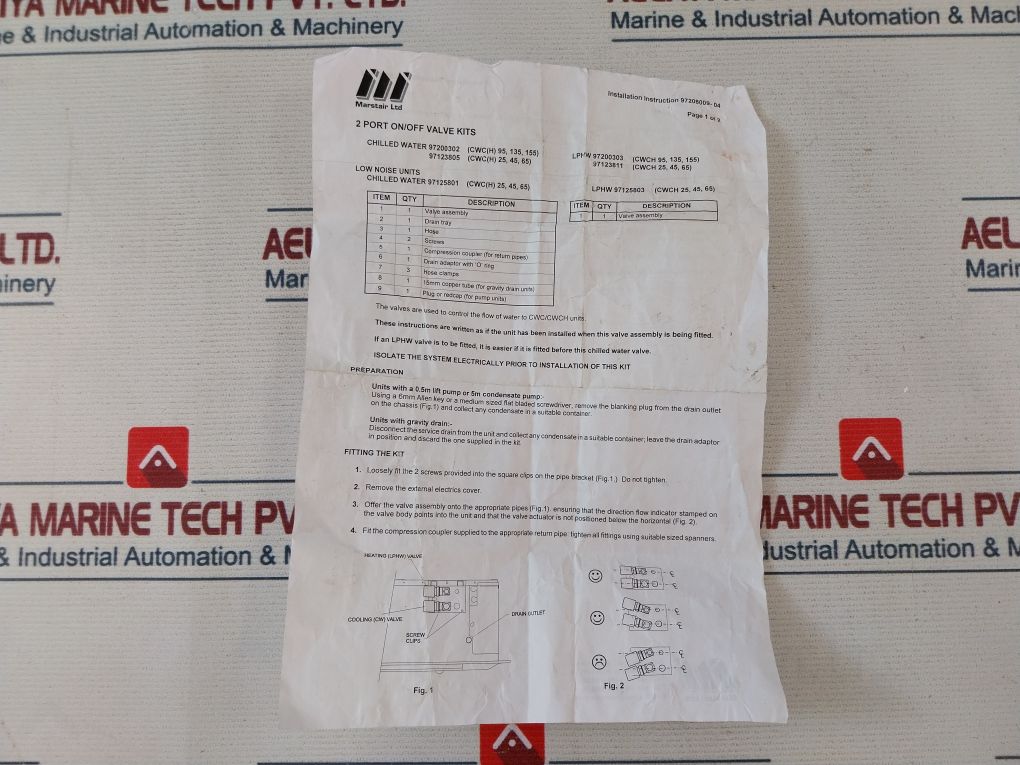 IYA MARINE TECH PVT. LTD.
e & Industrial Automation & Machinery
Marine & Industrial Automation & Mach
LTD.
inery
AEL
Mar
AEL
Marin
YA MARINE TECH PV
& Industrial Automation & M
MARINE TECH PV
dustrial Automation & M
Marstair Ltd
Installation Instruction 97208009- 04
Page 1 of 2
2 PORT ON/OFF VALVE KITS
CHILLED WATER 97200302 (CWC(H) 95, 135, 155)
97123805 (CWC(H) 25, 45, 65)
LPHW 97200303 (CWCH 95, 135, 155)
97123811 (CWCH 25, 45, 65)
LOW NOISE UNITS
CHILLED WATER 97125801 (CWC(H) 25, 45, 65)
LPHW 97125803 (CWCH 25, 45, 65)
ITEM QTY DESCRIPTION
1 1 Valve assembly
2 1 Drain tray
3 1 Hose
4 2 Screws
5 1 Compression coupler (for return pipes)
6 1 Drain adaptor with 'O' ring
7 3 Hose clamps
8 1 15mm copper tube (for gravity drain units)
9 1 Plug or redcap (for pump units)
ITEM QTY DESCRIPTION
1 1 Valve assembly
The valves are used to control the flow of water to CWC/CWCH units.
These instructions are written as if the unit has been installed when this valve assembly is being fitted.
If an LPHW valve is to be fitted, it is easier if it is fitted before this chilled water valve.
ISOLATE THE SYSTEM ELECTRICALLY PRIOR TO INSTALLATION OF THIS KIT
PREPARATION
Units with a 0.5m lift pump or 5m condensate pump:-
Using a 6mm Allen key or a medium sized flat bladed screwdriver, remove the blanking plug from the drain outlet
on the chassis (Fig.1) and collect any condensate in a suitable container.
Units with gravity drain:-
Disconnect the service drain from the unit and collect any condensate in a suitable container; leave the drain adaptor
in position and discard the one supplied in the kit.
FITTING THE KIT
1. Loosely fit the 2 screws provided into the square clips on the pipe bracket (Fig.1.) Do not tighten.
2. Remove the external electrics cover.
3. Offer the valve assembly onto the appropriate pipes (Fig.1). ensuring that the direction flow indicator stamped on
the valve body points into the unit and that the valve actuator is not positioned below the horizontal (Fig. 2).
4. Fit the compression coupler supplied to the appropriate return pipe. tighten all fittings using suitable sized spanners.
HEATING (LPHW) VALVE
COOLING (CW) VALVE
SCREW
CLIPS
DRAIN OUTLET
Fig. 1
Fig. 2